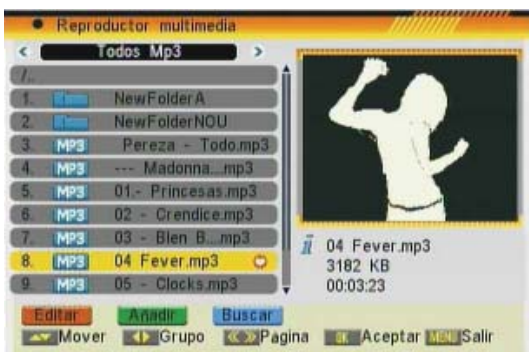 Reproductor multimedia
Todos Mp3
/..
1. NewFolderA
2. NewFolderNOU
3. MP3 Pereza - Todo.mp3
4. MP3 --- Madonna...mp3
5. MP3 01.- Princesas.mp3
6. MP3 02 - Crendice.mp3
7. MP3 03 - Blen B...mp3
8. MP3 04 Fever.mp3
9. MP3 05 - Clocks.mp3
04 Fever.mp3
3182 KB
00:03:23
Editar Añadir Buscar
Mover Grupo Pagina OK Aceptar MENU Salir